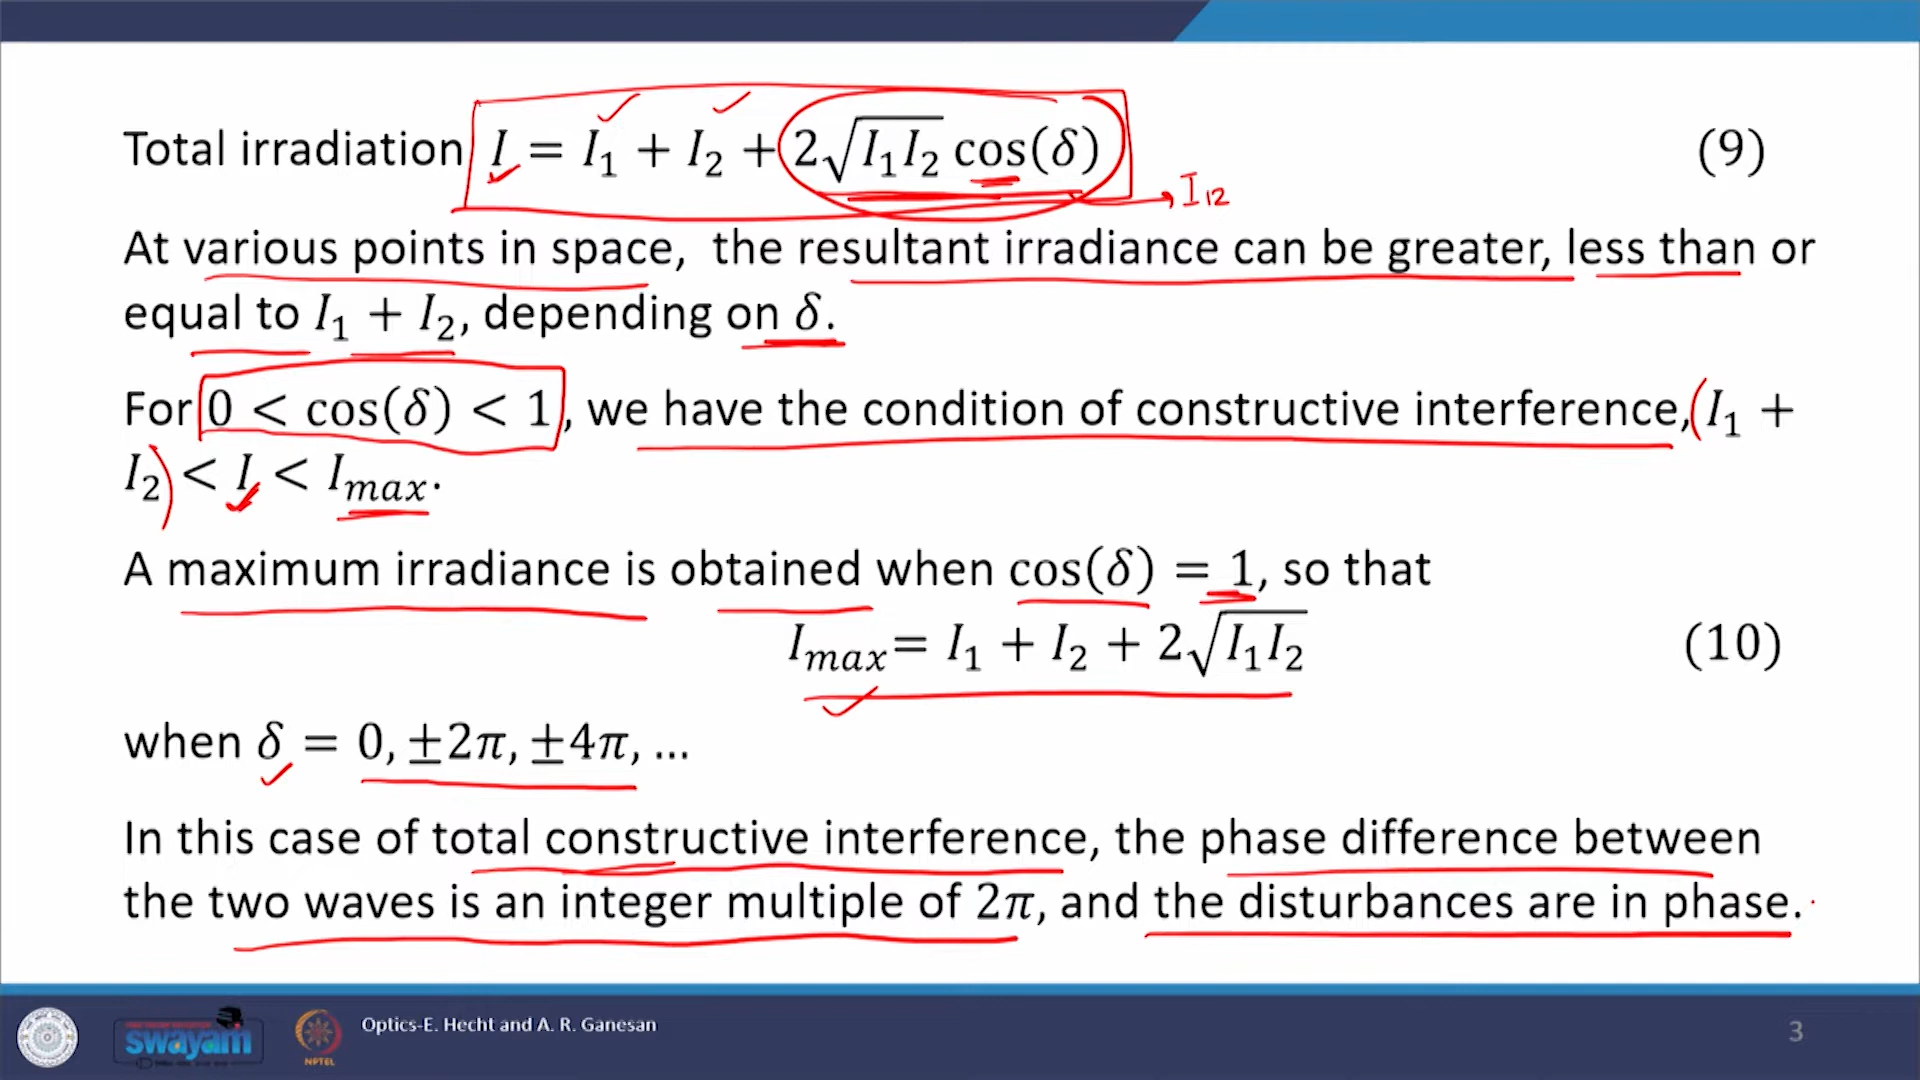 Total irradiation I = I₁ + I₂ + 2√(I₁I₂) cos(δ) (9)
I₁₂
At various points in space, the resultant irradiance can be greater, less than or
equal to I₁ + I₂, depending on δ.
For 0 < cos(δ) < 1, we have the condition of constructive interference, (I₁ +
I₂) < I < Iₘₐₓ.
A maximum irradiance is obtained when cos(δ) = 1, so that
Iₘₐₓ= I₁ + I₂ + 2√(I₁I₂) (10)
when δ = 0, ±2π, ±4π, ...
In this case of total constructive interference, the phase difference between
the two waves is an integer multiple of 2π, and the disturbances are in phase.
Optics-E. Hecht and A. R. Ganesan
swayam
NPTEL
3